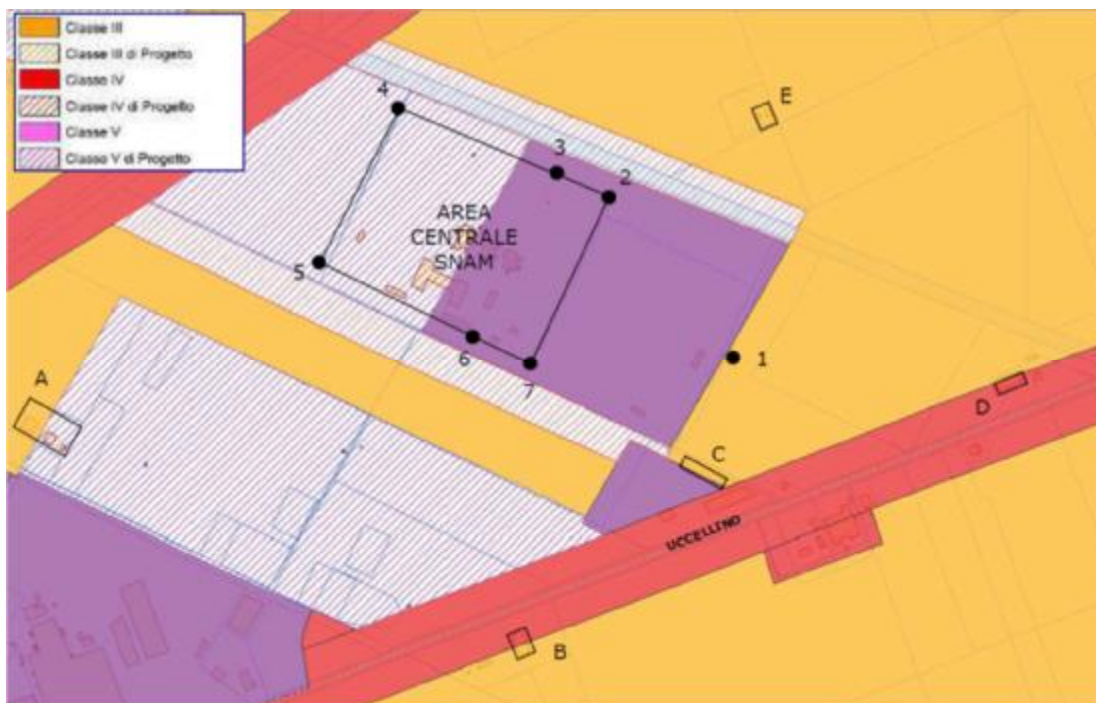 Classe III
Classe III di Progetto
Classe IV
Classe IV di Progetto
Classe V
Classe V di Progetto
4
3
2
E
AREA
CENTRALE
SNAM
5
6
7
1
A
D
C
UCCELLINO
B